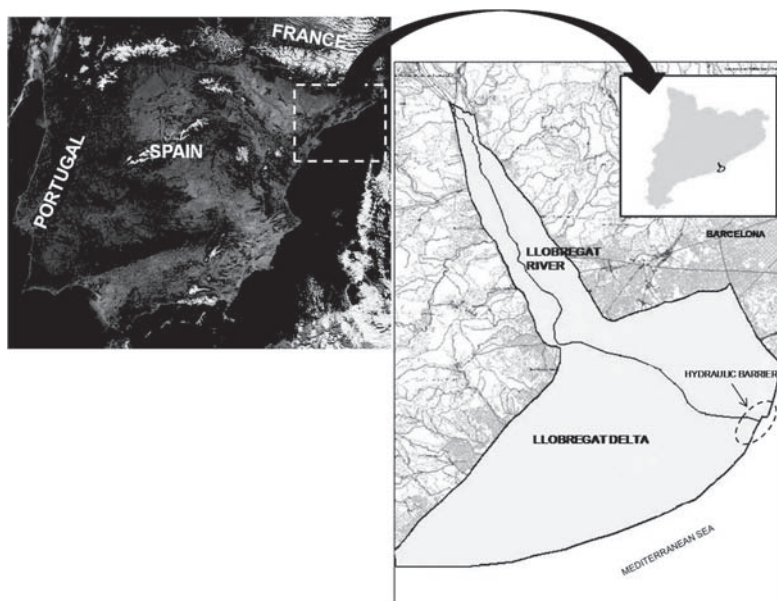 FRANCE
PORTUGAL
SPAIN
BARCELONA
LLOBREGAT
RIVER
HYDRAULIC BARRIER
LLOBREGAT DELTA
MEDITERRANEAN SEA